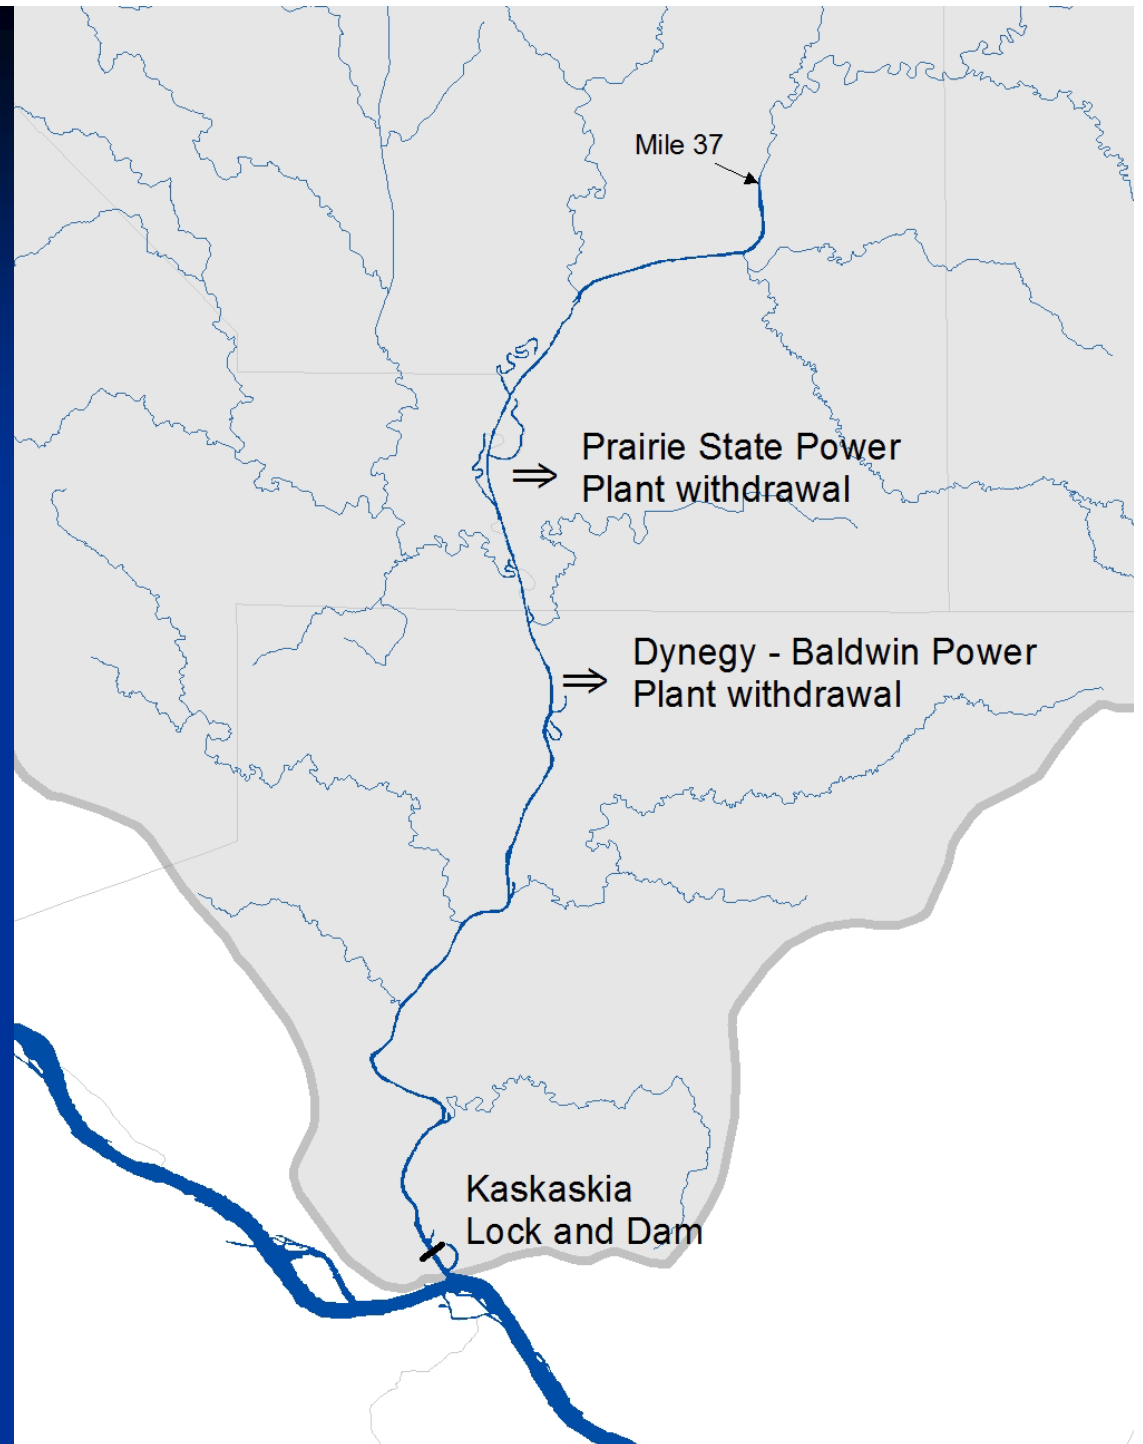 Mile 37
Prairie State Power
Plant withdrawal
Dynegy - Baldwin Power
Plant withdrawal
Kaskaskia
Lock and Dam